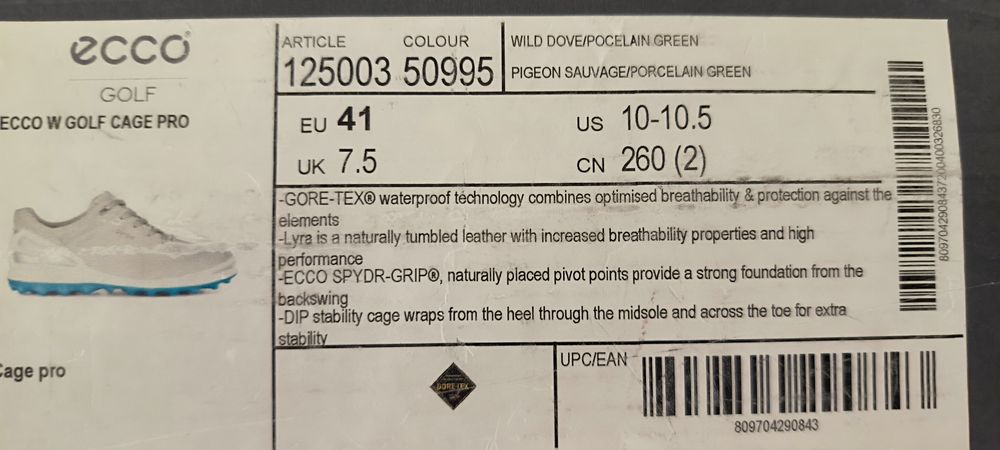 ecco
GOLF
ECCO W GOLF CAGE PRO
Cage pro
ARTICLE COLOUR
125003 50995
WILD DOVE/POCELAIN GREEN
PIGEON SAUVAGE/PORCELAIN GREEN
EU 41
US 10-10.5
UK 7.5
CN 260 (2)
-GORE-TEX® waterproof technology combines optimised breathability & protection against the
elements
-Lyra is a naturally tumbled leather with increased breathability properties and high
performance
-ECCO SPYDR-GRIP®, naturally placed pivot points provide a strong foundation from the
backswing
-DIP stability cage wraps from the heel through the midsole and across the toe for extra
stability
GORE-TEX
UPC/EAN
809704290843
8097042908437200400326830